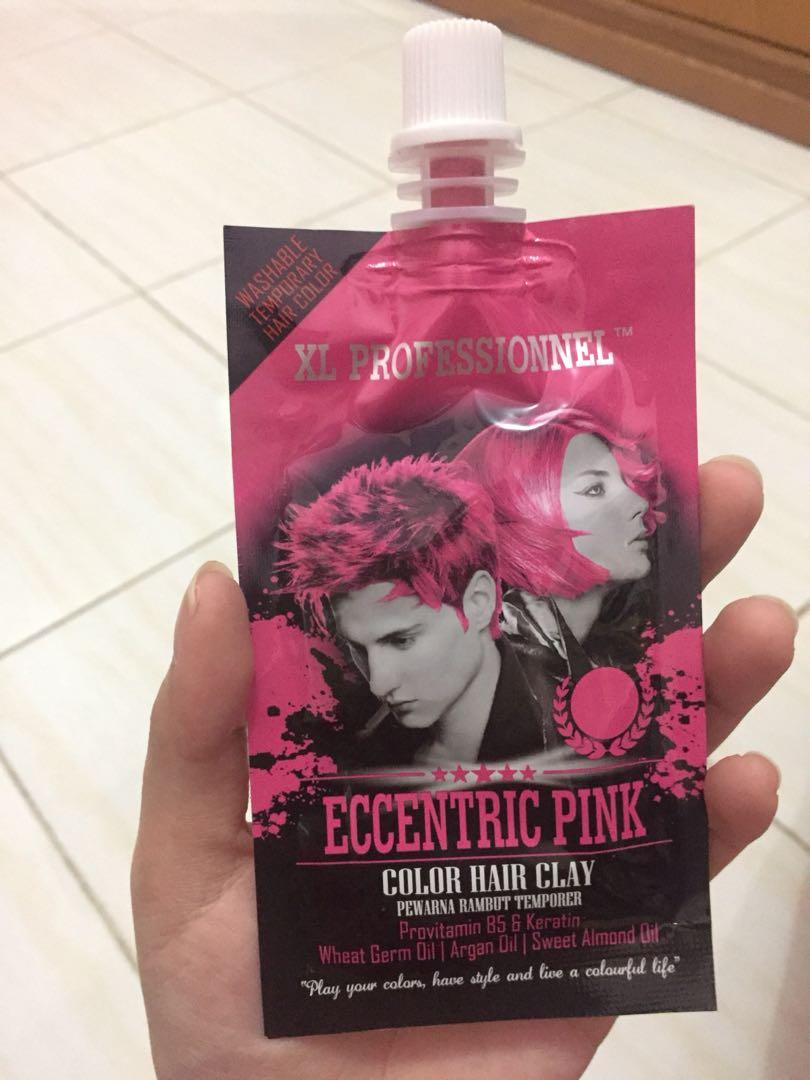 WASHABLE
TEMPORARY
HAIR COLOR
XL PROFESSIONNEL™
ECCENTRIC PINK
COLOR HAIR CLAY
PEWARNA RAMBUT TEMPORER
Provitamin B5 & Keratin
Wheat Germ Oil | Argan Oil | Sweet Almond Oil
"Play your colors, have style and live a colourful life"